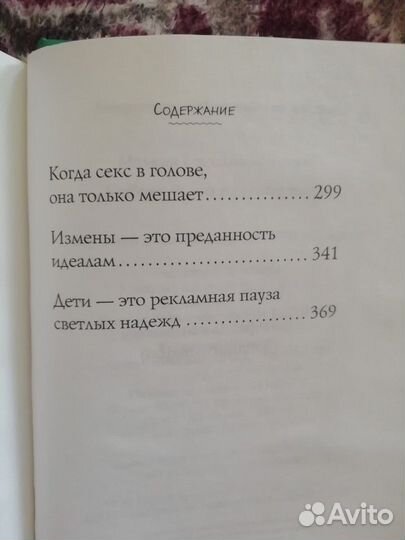 Содержание
Когда секс в голове,
она только мешает.................. 299
Измены — это преданность
идеалам............................. 341
Дети — это рекламная пауза
светлых надежд ..................... 369
Avito